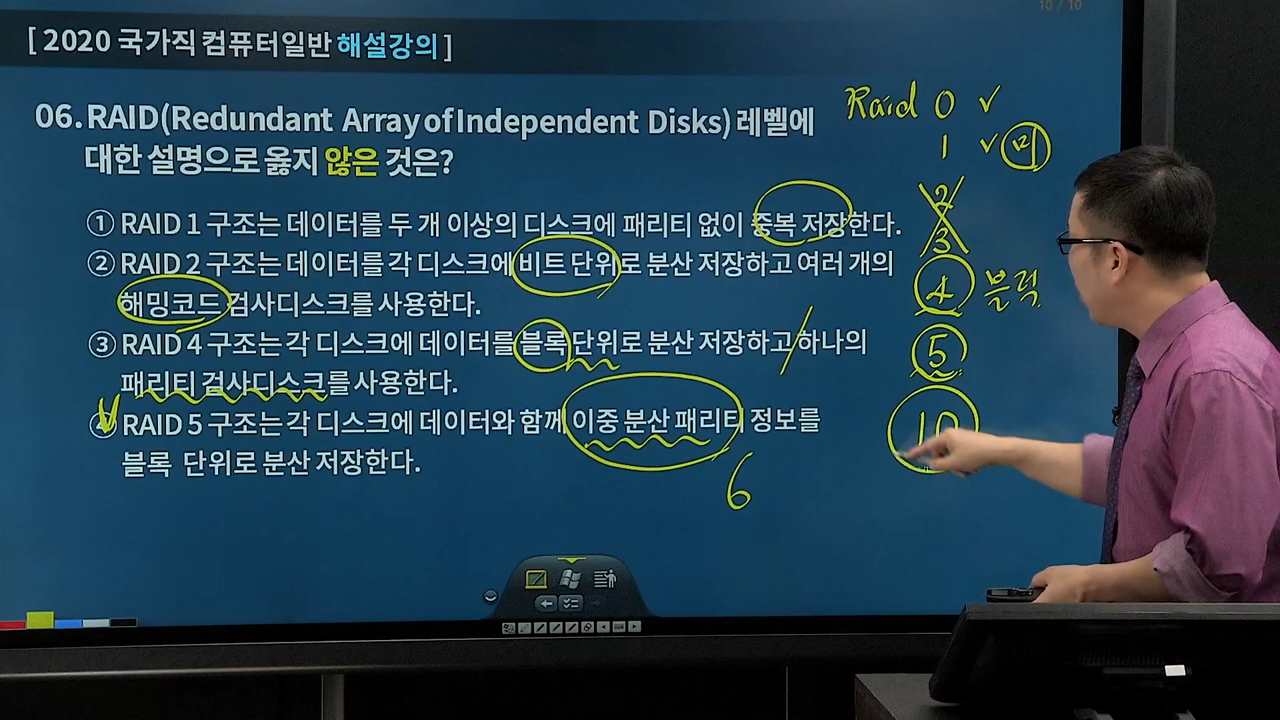 10 / 10
[ 2020 국가직 컴퓨터일반 해설강의 ]
06. RAID(Redundant Array of Independent Disks) 레벨에
대한 설명으로 옳지 않은 것은?
① RAID 1 구조는 데이터를 두 개 이상의 디스크에 패리티 없이 중복 저장한다.
② RAID 2 구조는 데이터를 각 디스크에 비트 단위로 분산 저장하고 여러 개의
해밍코드 검사디스크를 사용한다.
③ RAID 4 구조는 각 디스크에 데이터를 블록 단위로 분산 저장하고 하나의
패리티 검사디스크를 사용한다.
④ RAID 5 구조는 각 디스크에 데이터와 함께 이중 분산 패리티 정보를
블록 단위로 분산 저장한다.
6
Raid 0 ✓
1 ✓ 미
2
3
4 블럭
5
10